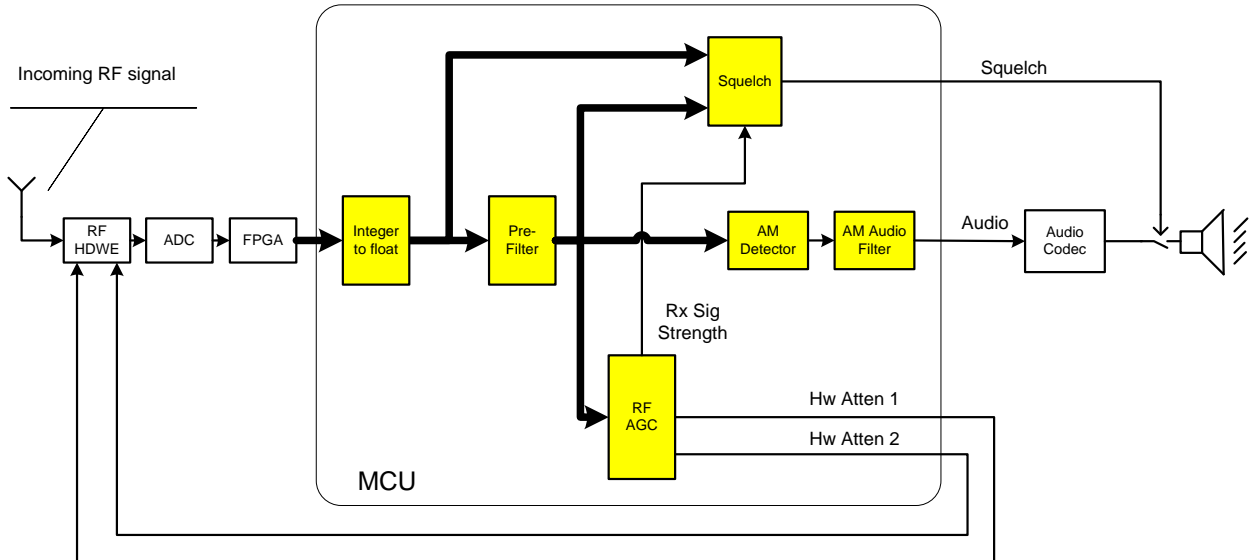 Incoming RF signal
Squelch
Squelch
RF
HDWE
ADC
FPGA
Integer
to float
Pre-
Filter
AM
Detector
AM Audio
Filter
Audio
Audio
Codec
Rx Sig
Strength
RF
AGC
Hw Atten 1
Hw Atten 2
MCU